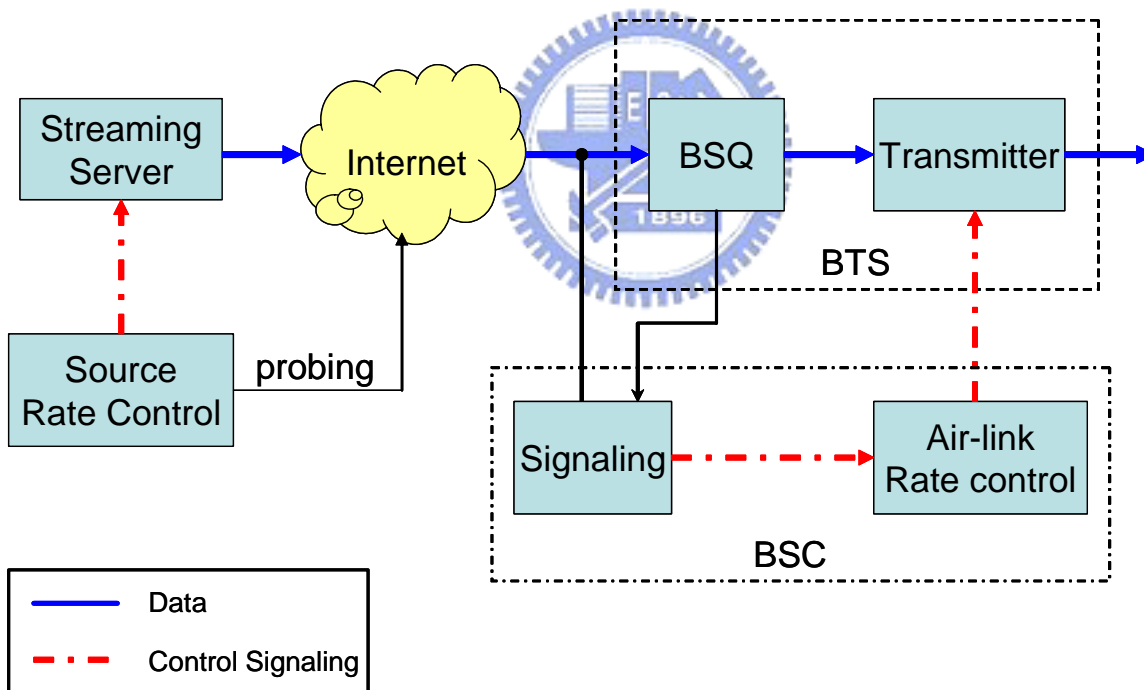 Streaming
Server
Internet
BSQ
Transmitter
1896
BTS
Source
Rate Control
probing
Signaling
Air-link
Rate control
BSC
Data
Control Signaling